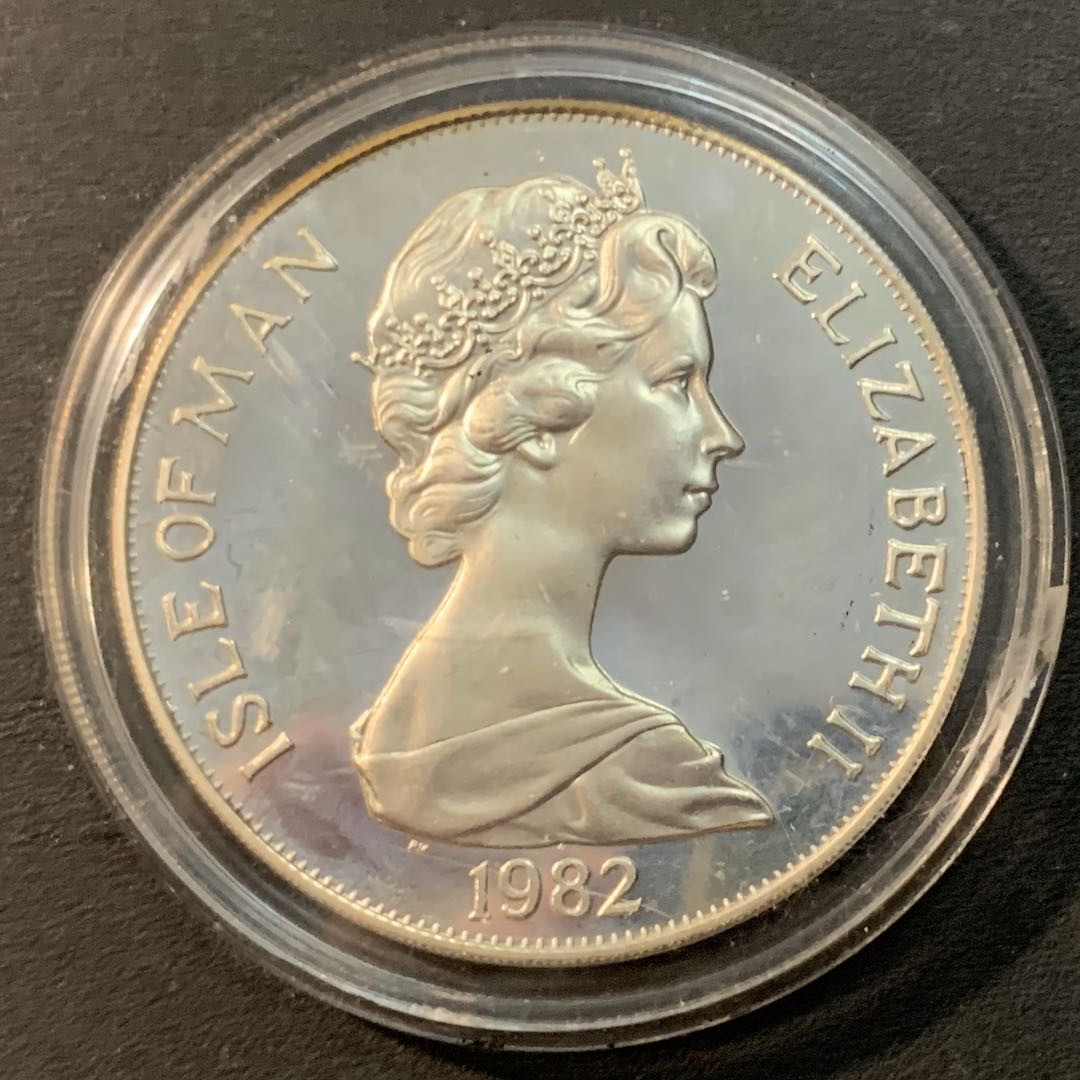 ISLE OF MAN
ELIZABETH II
1982